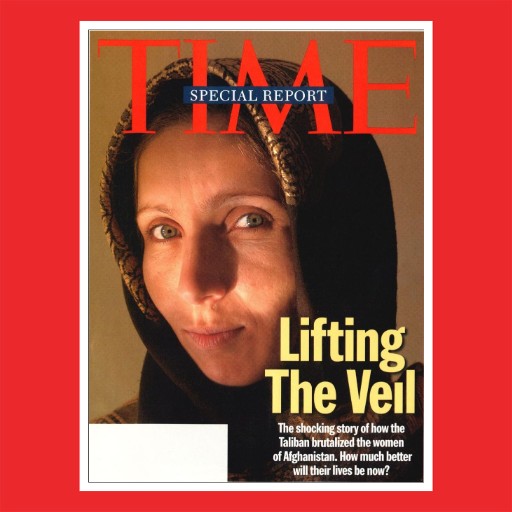 TIME
SPECIAL REPORT
Lifting
The Veil
The shocking story of how the
Taliban brutalized the women
of Afghanistan. How much better
will their lives be now?